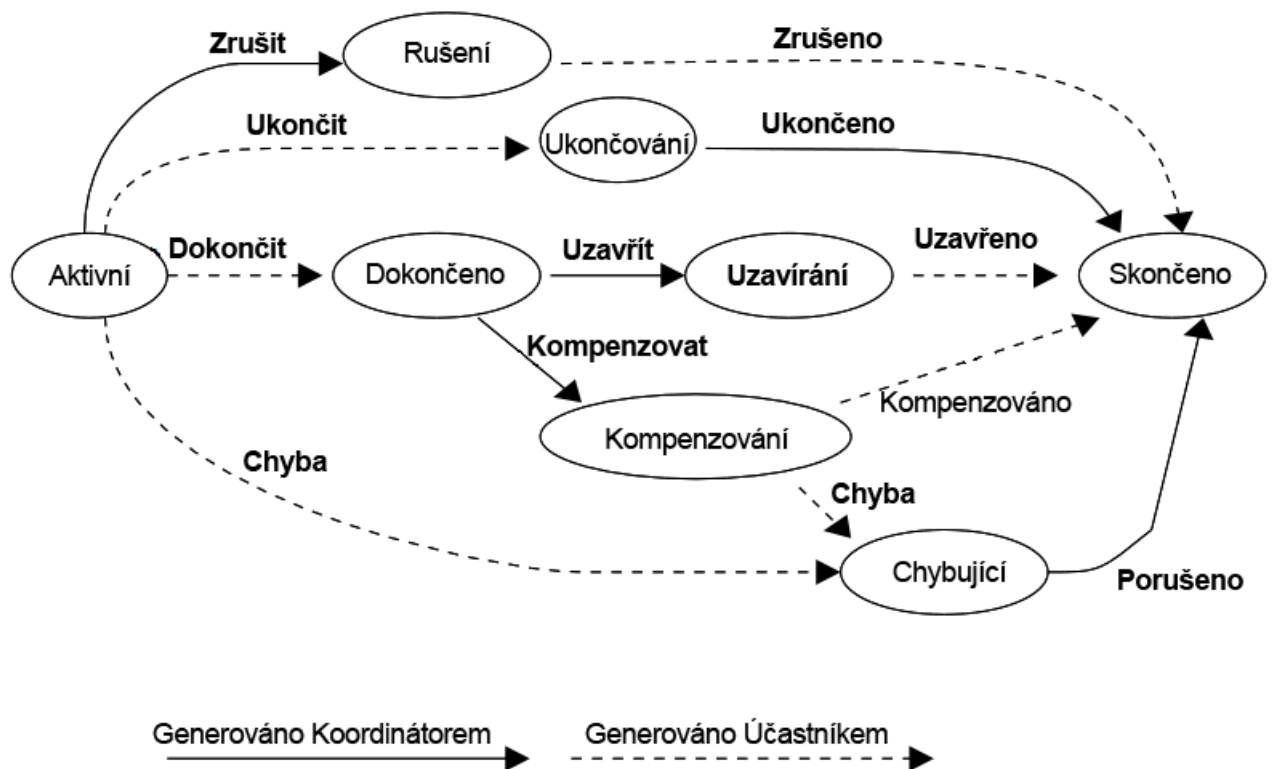 Zrušit
Rušení
Zrušeno
Ukončit
Ukončování
Ukončeno
Aktivní
Dokončit
Dokončeno
Uzavřít
Uzavírání
Uzavřeno
Skončeno
Kompenzovat
Kompenzováno
Kompenzování
Chyba
Chyba
Chybující
Porušeno
Generováno Koordinátorem
Generováno Účastníkem